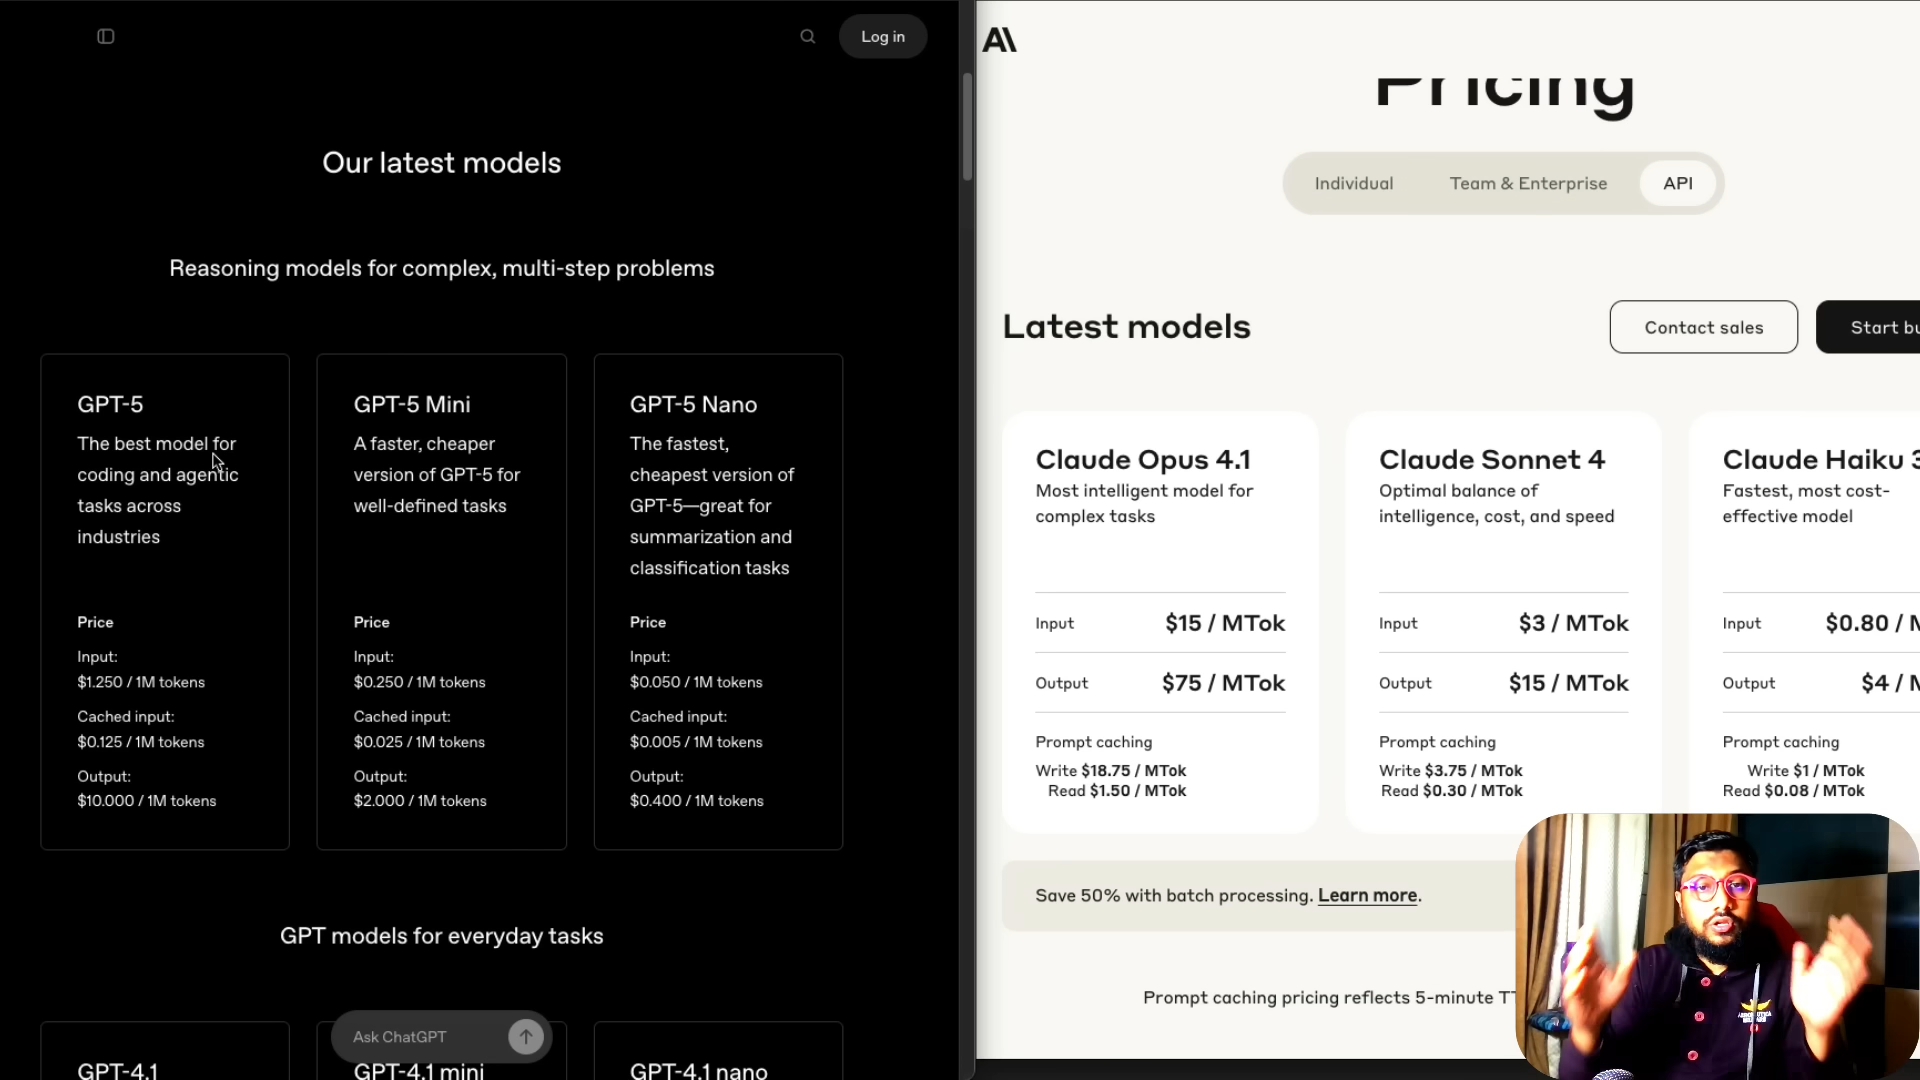 Log in
Our latest models
Reasoning models for complex, multi-step problems
GPT-5
The best model for
coding and agentic
tasks across
industries
Price
Input:
$1.250 / 1M tokens
Cached input:
$0.125 / 1M tokens
Output:
$10.000 / 1M tokens
GPT-5 Mini
A faster, cheaper
version of GPT-5 for
well-defined tasks
Price
Input:
$0.250 / 1M tokens
Cached input:
$0.025 / 1M tokens
Output:
$2.000 / 1M tokens
GPT-5 Nano
The fastest,
cheapest version of
GPT-5—great for
summarization and
classification tasks
Price
Input:
$0.050 / 1M tokens
Cached input:
$0.005 / 1M tokens
Output:
$0.400 / 1M tokens
GPT models for everyday tasks
Ask ChatGPT
GPT-4.1
GPT-4.1 mini
GPT-4.1 nano
A\
Pricing
Individual
Team & Enterprise
API
Latest models
Contact sales
Start
Claude Opus 4.1
Most intelligent model for
complex tasks
Input $15 / MTok
Output $75 / MTok
Prompt caching
Write $18.75 / MTok
Read $1.50 / MTok
Claude Sonnet 4
Optimal balance of
intelligence, cost, and speed
Input $3 / MTok
Output $15 / MTok
Prompt caching
Write $3.75 / MTok
Read $0.30 / MTok
Claude Haiku
Fastest, most cost-
effective model
Input $0.80 /
Output $4 /
Prompt caching
Write $1 / MTok
Read $0.08 / MTok
Save 50% with batch processing. Learn more.
Prompt caching pricing reflects 5-minute